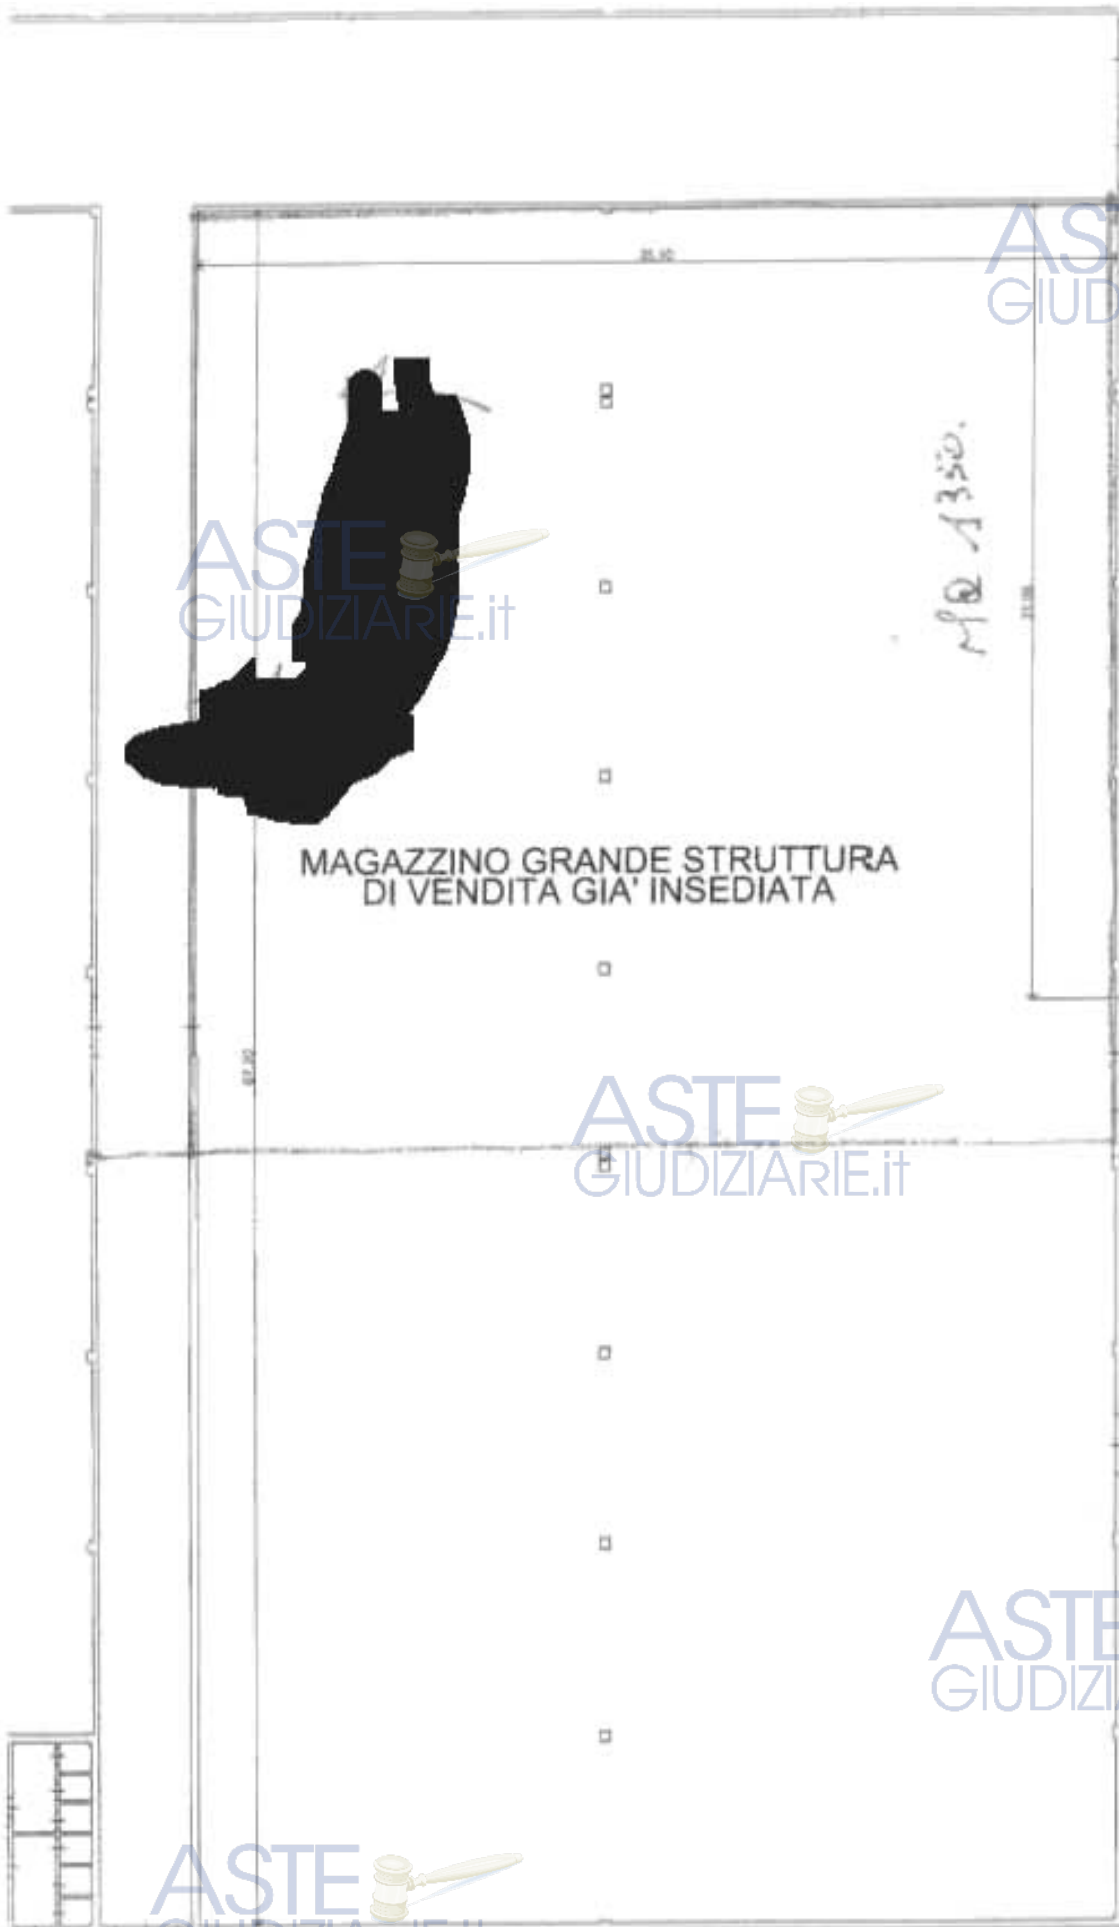 AS
GIUD
MQ 1350.
ASTE
GIUDIZIARIE.it
MAGAZZINO GRANDE STRUTTURA
DI VENDITA GIA' INSEDIATA
ASTE
GIUDIZIARIE.it
ASTE
GIUDIZI
ASTE